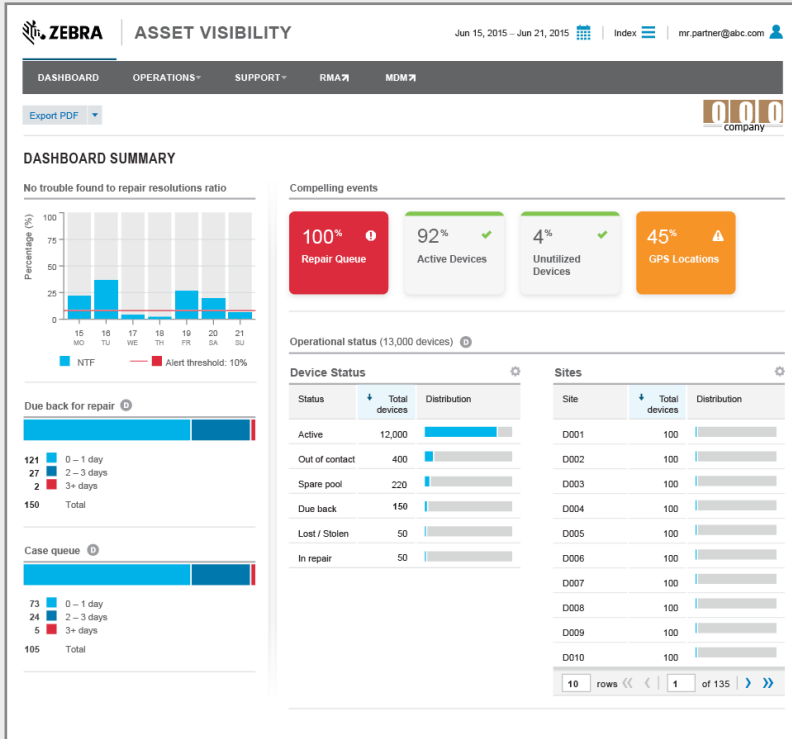 ZEBRA ASSET VISIBILITY Jun 15, 2015 – Jun 21, 2015 Index mr.partner@abc.com
DASHBOARD OPERATIONS SUPPORT RMA MDM
Export PDF
000
company
DASHBOARD SUMMARY
No trouble found to repair resolutions ratio
Percentage (%)
100
75
50
25
0
15 16 17 18 19 20 21
MO TU WE TH FR SA SU
NTF Alert threshold: 10%
Due back for repair D
121 0 – 1 day
27 2 – 3 days
2 3+ days
150 Total
Case queue D
73 0 – 1 day
24 2 – 3 days
5 3+ days
105 Total
Compelling events
100%
Repair Queue
92%
Active Devices
4%
Unutilized
Devices
45%
GPS Locations
Operational status (13,000 devices) D
Device Status
Status Total Distribution
devices
Active 12,000
Out of contact 400
Spare pool 220
Due back 150
Lost / Stolen 50
In repair 50
Sites
Site Total Distribution
devices
D001 100
D002 100
D003 100
D004 100
D005 100
D006 100
D007 100
D008 100
D009 100
D010 100
10 rows 1 of 135